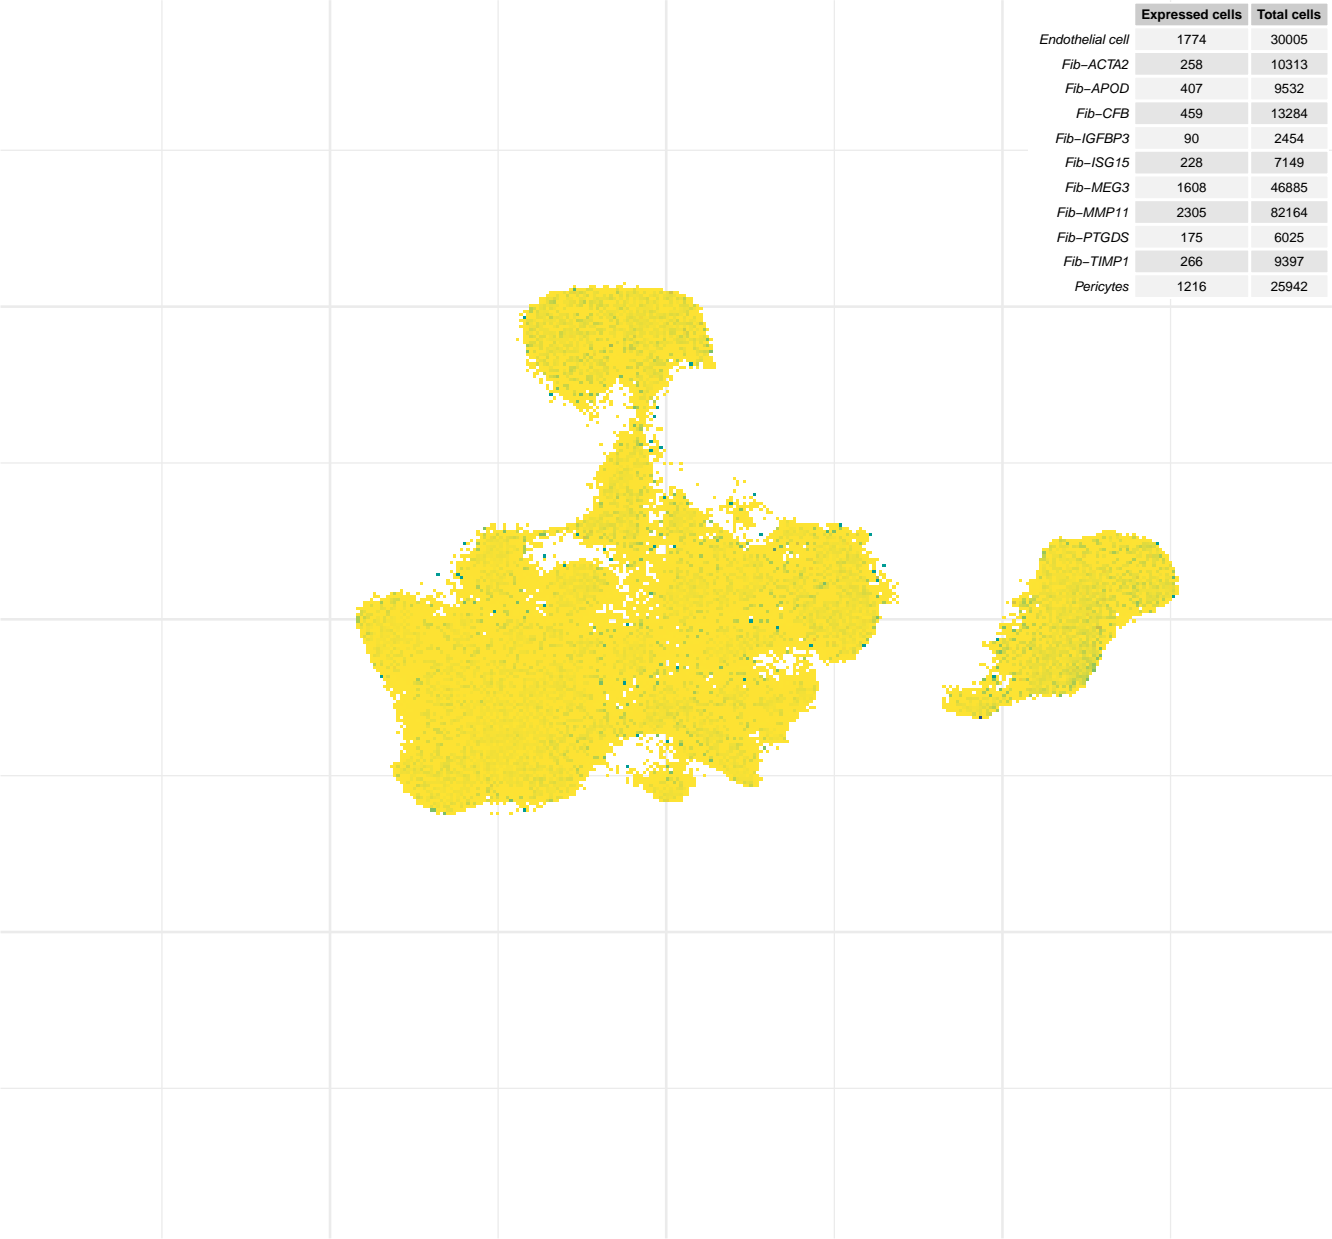 Expressed cells Total cells
Endothelial cell 1774 30005
Fib−ACTA2 258 10313
Fib−APOD 407 9532
Fib−CFB 459 13284
Fib−IGFBP3 90 2454
Fib−ISG15 228 7149
Fib−MEG3 1608 46885
Fib−MMP11 2305 82164
Fib−PTGDS 175 6025
Fib−TIMP1 266 9397
Pericytes 1216 25942